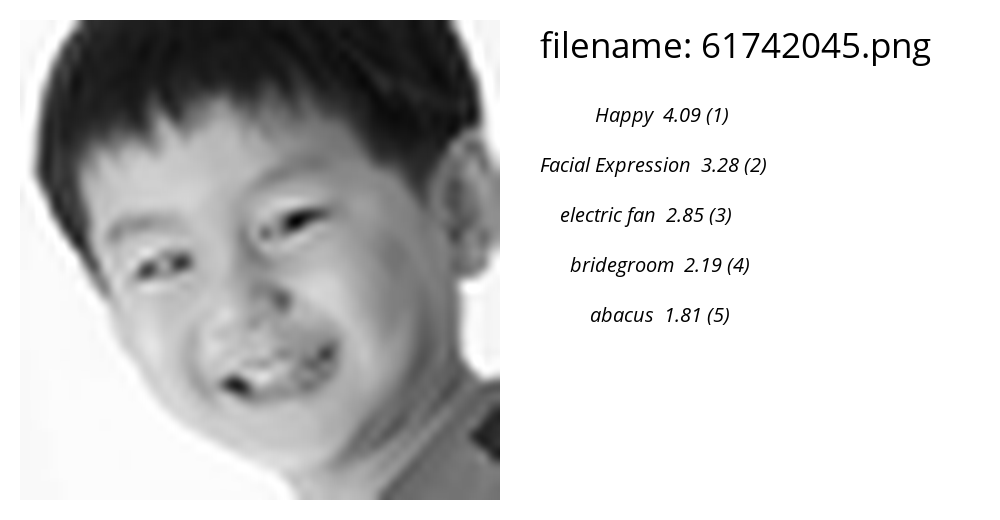 filename: 61742045.png
Happy 4.09 (1)
Facial Expression 3.28 (2)
electric fan 2.85 (3)
bridegroom 2.19 (4)
abacus 1.81 (5)